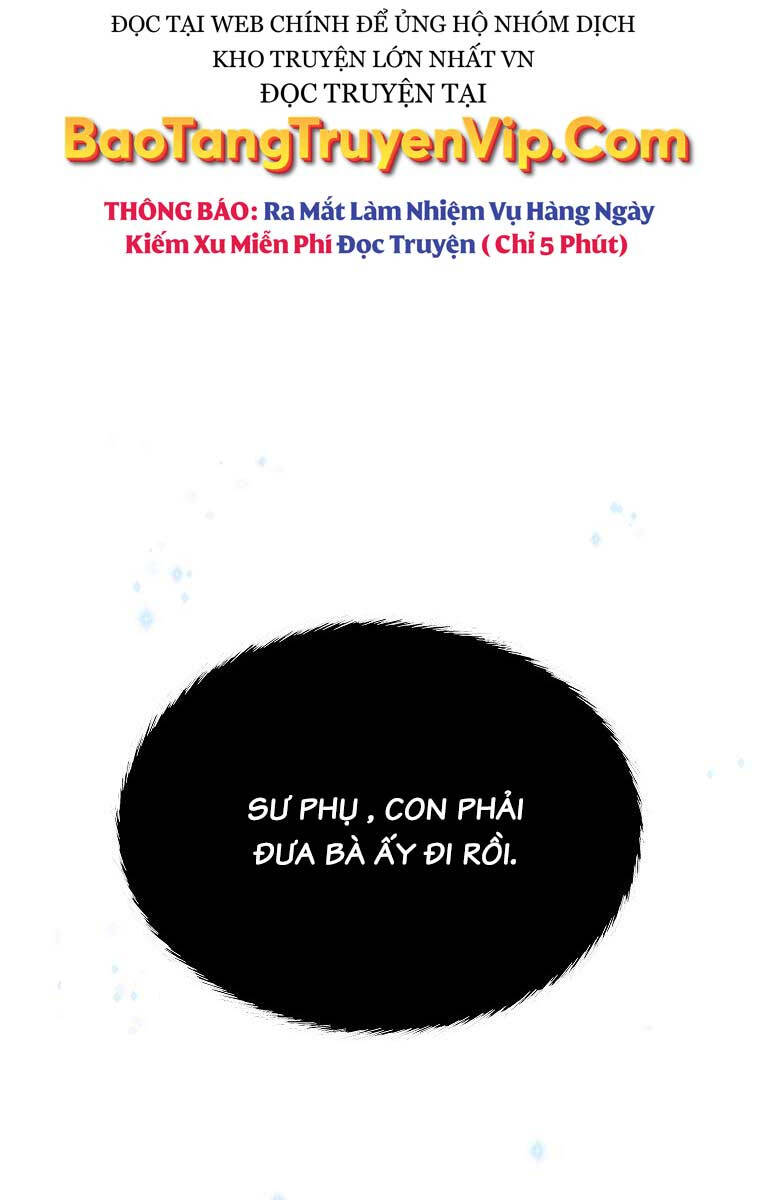 ĐỌC TẠI WEB CHÍNH ĐỂ ỦNG HỘ NHÓM DỊCH
KHO TRUYỆN LỚN NHẤT VN
ĐỌC TRUYỆN TẠI
BaoTangTruyenVip.Com
THÔNG BÁO: Ra Mắt Làm Nhiệm Vụ Hàng Ngày
Kiếm Xu Miễn Phí Đọc Truyện ( Chỉ 5 Phút)
SƯ PHỤ , CON PHẢI
ĐƯA BÀ ẤY ĐI RỒI.